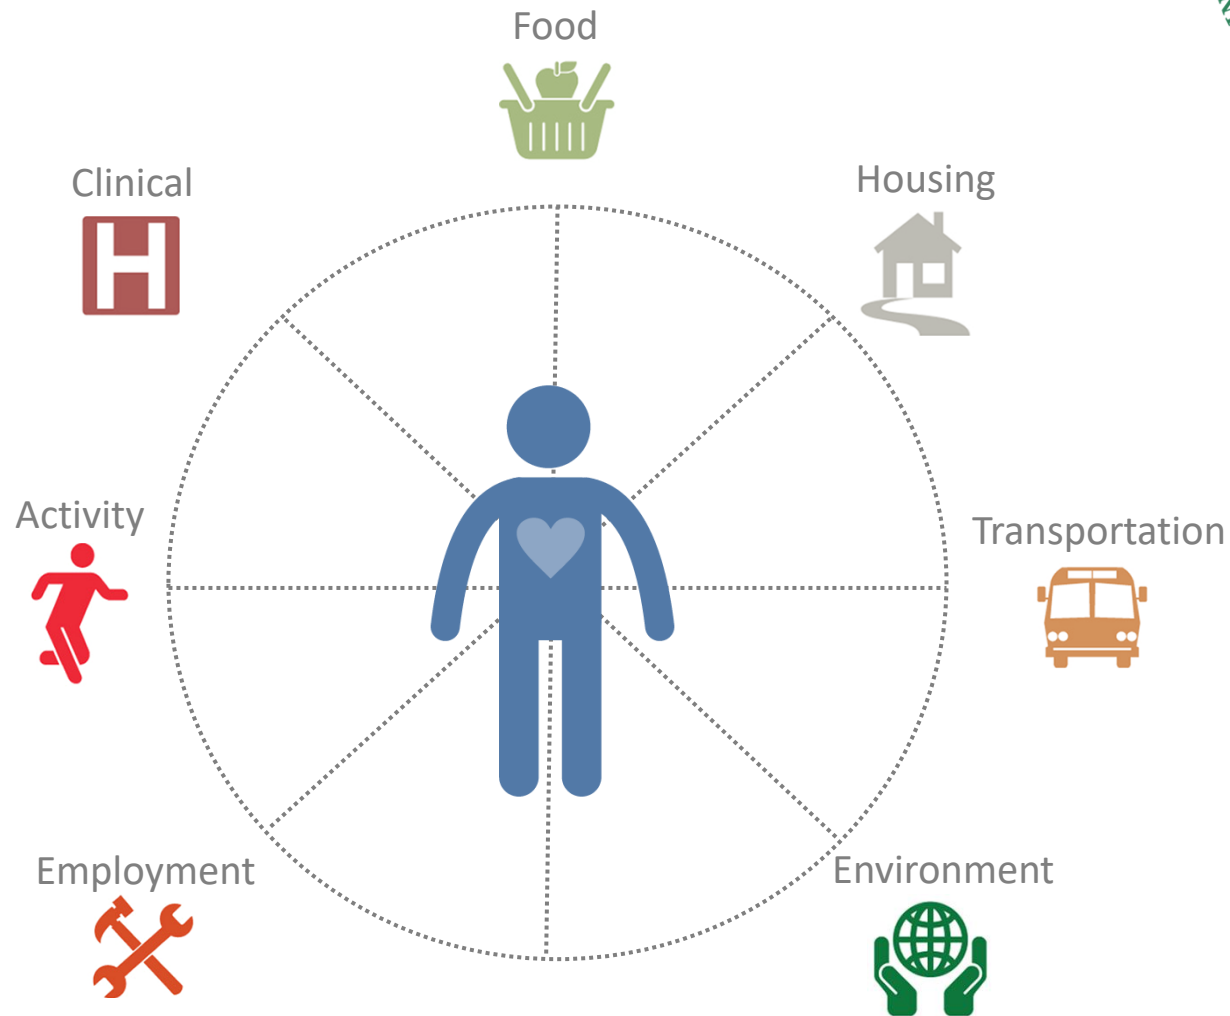 Food
Clinical
Housing
Activity
Transportation
Employment
Environment